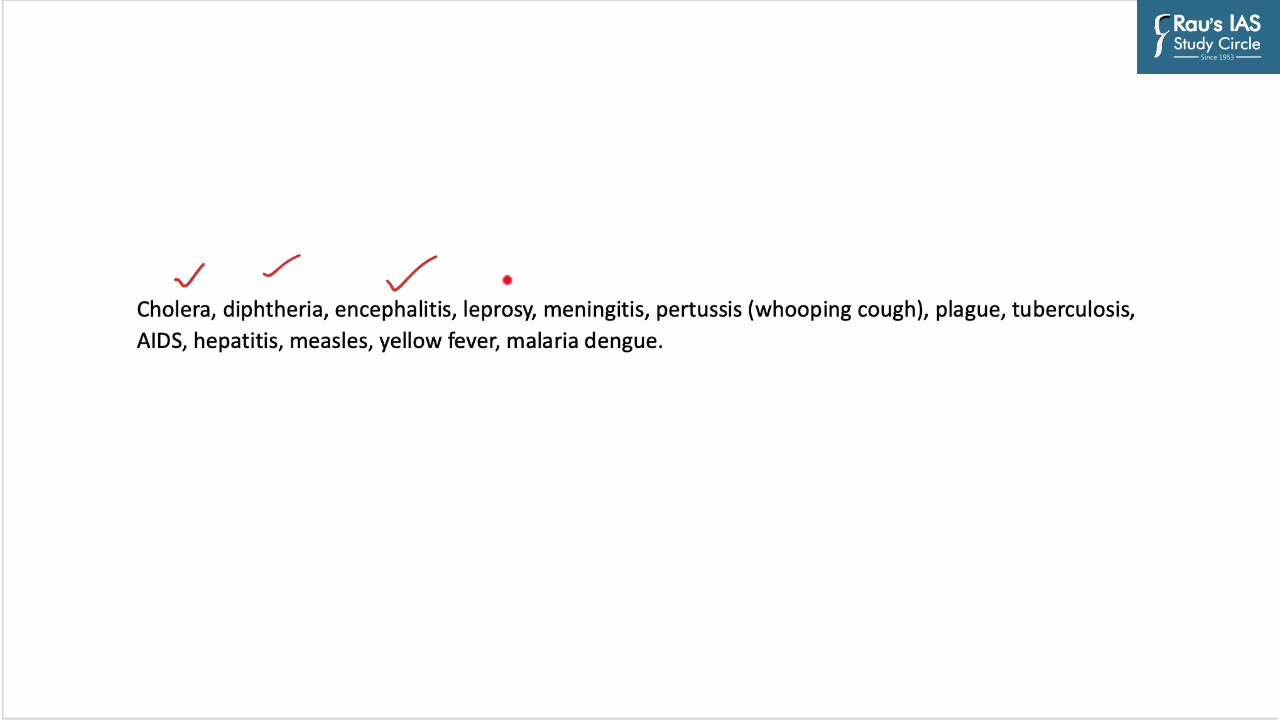 Rau's IAS
Study Circle
Since 1953
Cholera, diphtheria, encephalitis, leprosy, meningitis, pertussis (whooping cough), plague, tuberculosis,
AIDS, hepatitis, measles, yellow fever, malaria dengue.